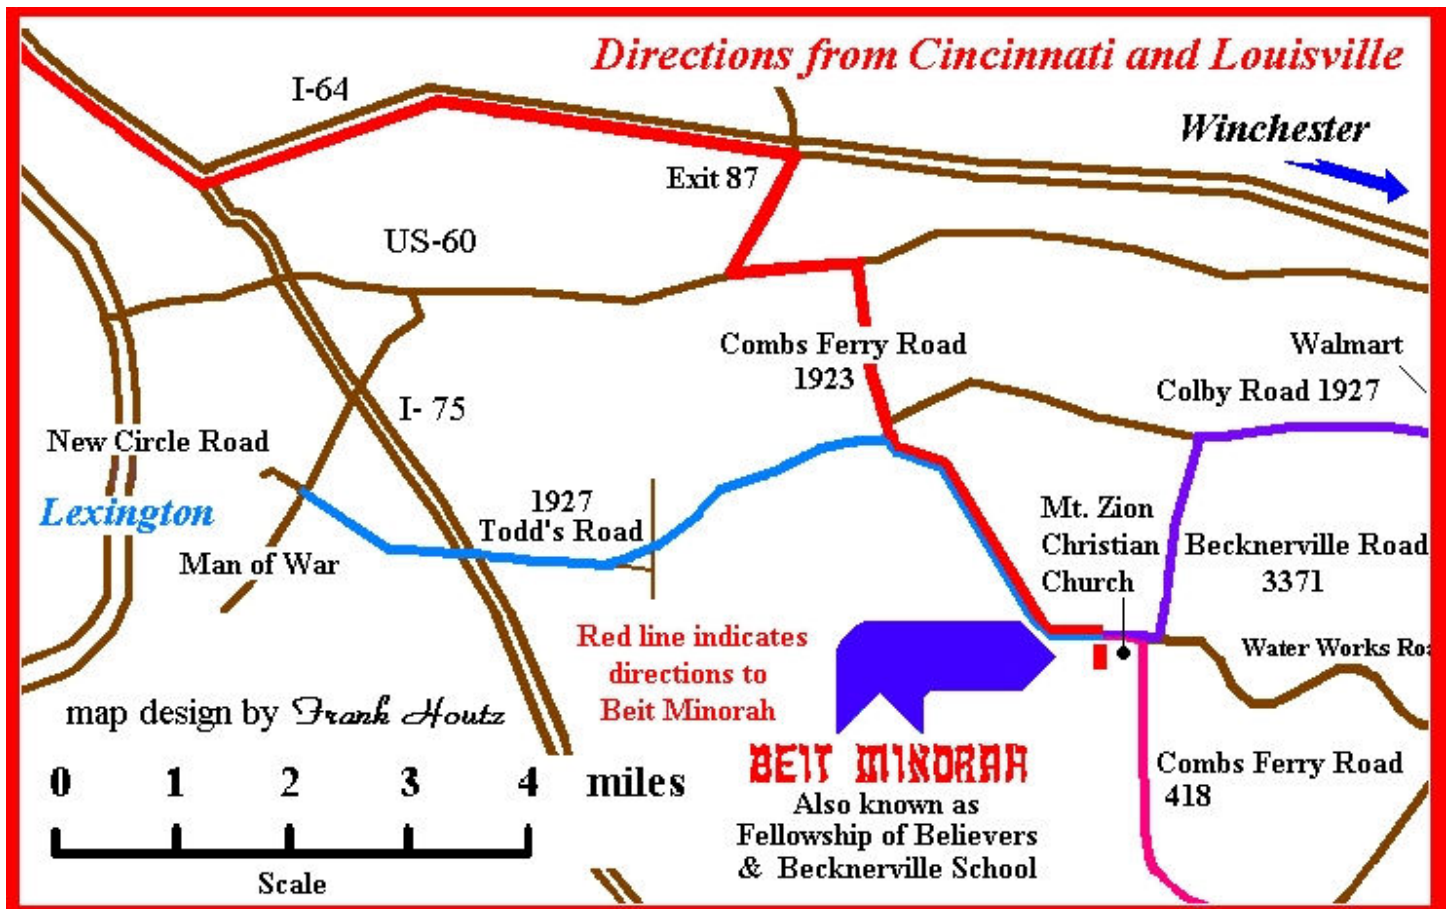 Directions from Cincinnati and Louisville
I-64
Winchester
Exit 87
US-60
Combs Ferry Road
1923
Walmart
Colby Road 1927
I- 75
New Circle Road
Lexington
1927
Todd's Road
Mt. Zion
Christian
Church
Becknerville Road
3371
Man of War
Red line indicates
directions to
Beit Minorah
Water Works Roa
map design by Frank Houtz
0 1 2 3 4 miles
Scale
BEIT MINORAH
Also known as
Fellowship of Believers
& Becknerville School
Combs Ferry Road
418